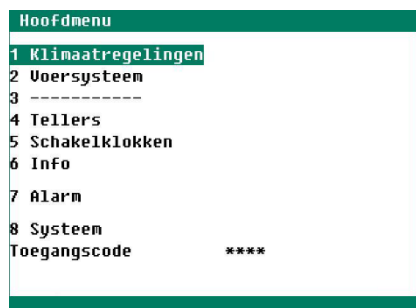 Hoofdmenu
1 Klimaatregelingen
2 Voersysteem
3 -----------
4 Tellers
5 Schakelklokken
6 Info
7 Alarm
8 Systeem
Toegangscode ****